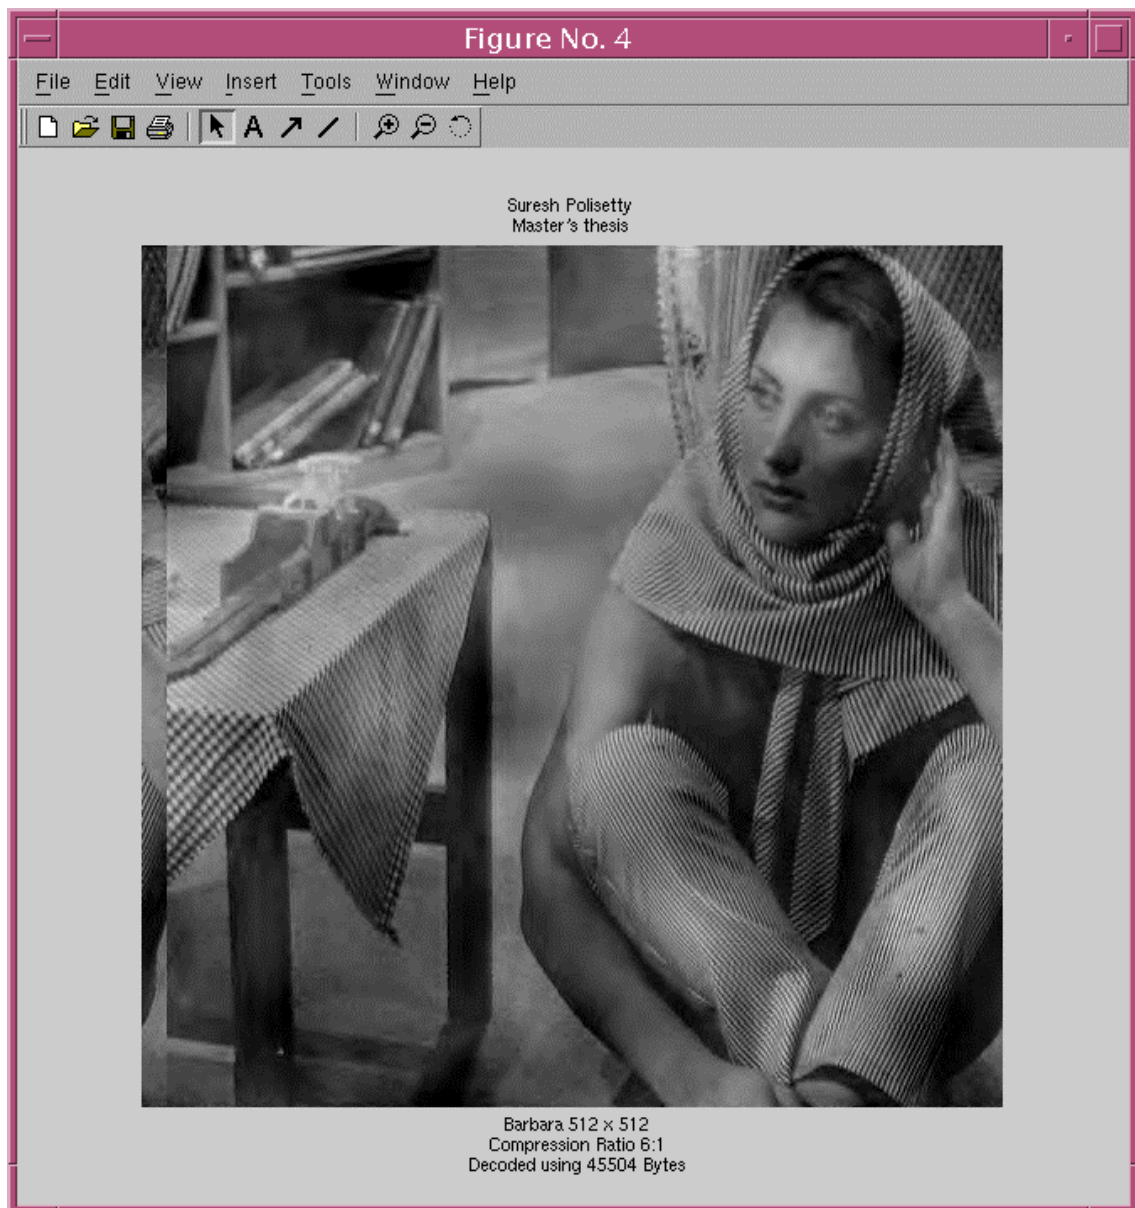 Figure No. 4
File Edit View Insert Tools Window Help
A
Suresh Polisetty
Master's thesis
Barbara 512 x 512
Compression Ratio 6:1
Decoded using 45504 Bytes